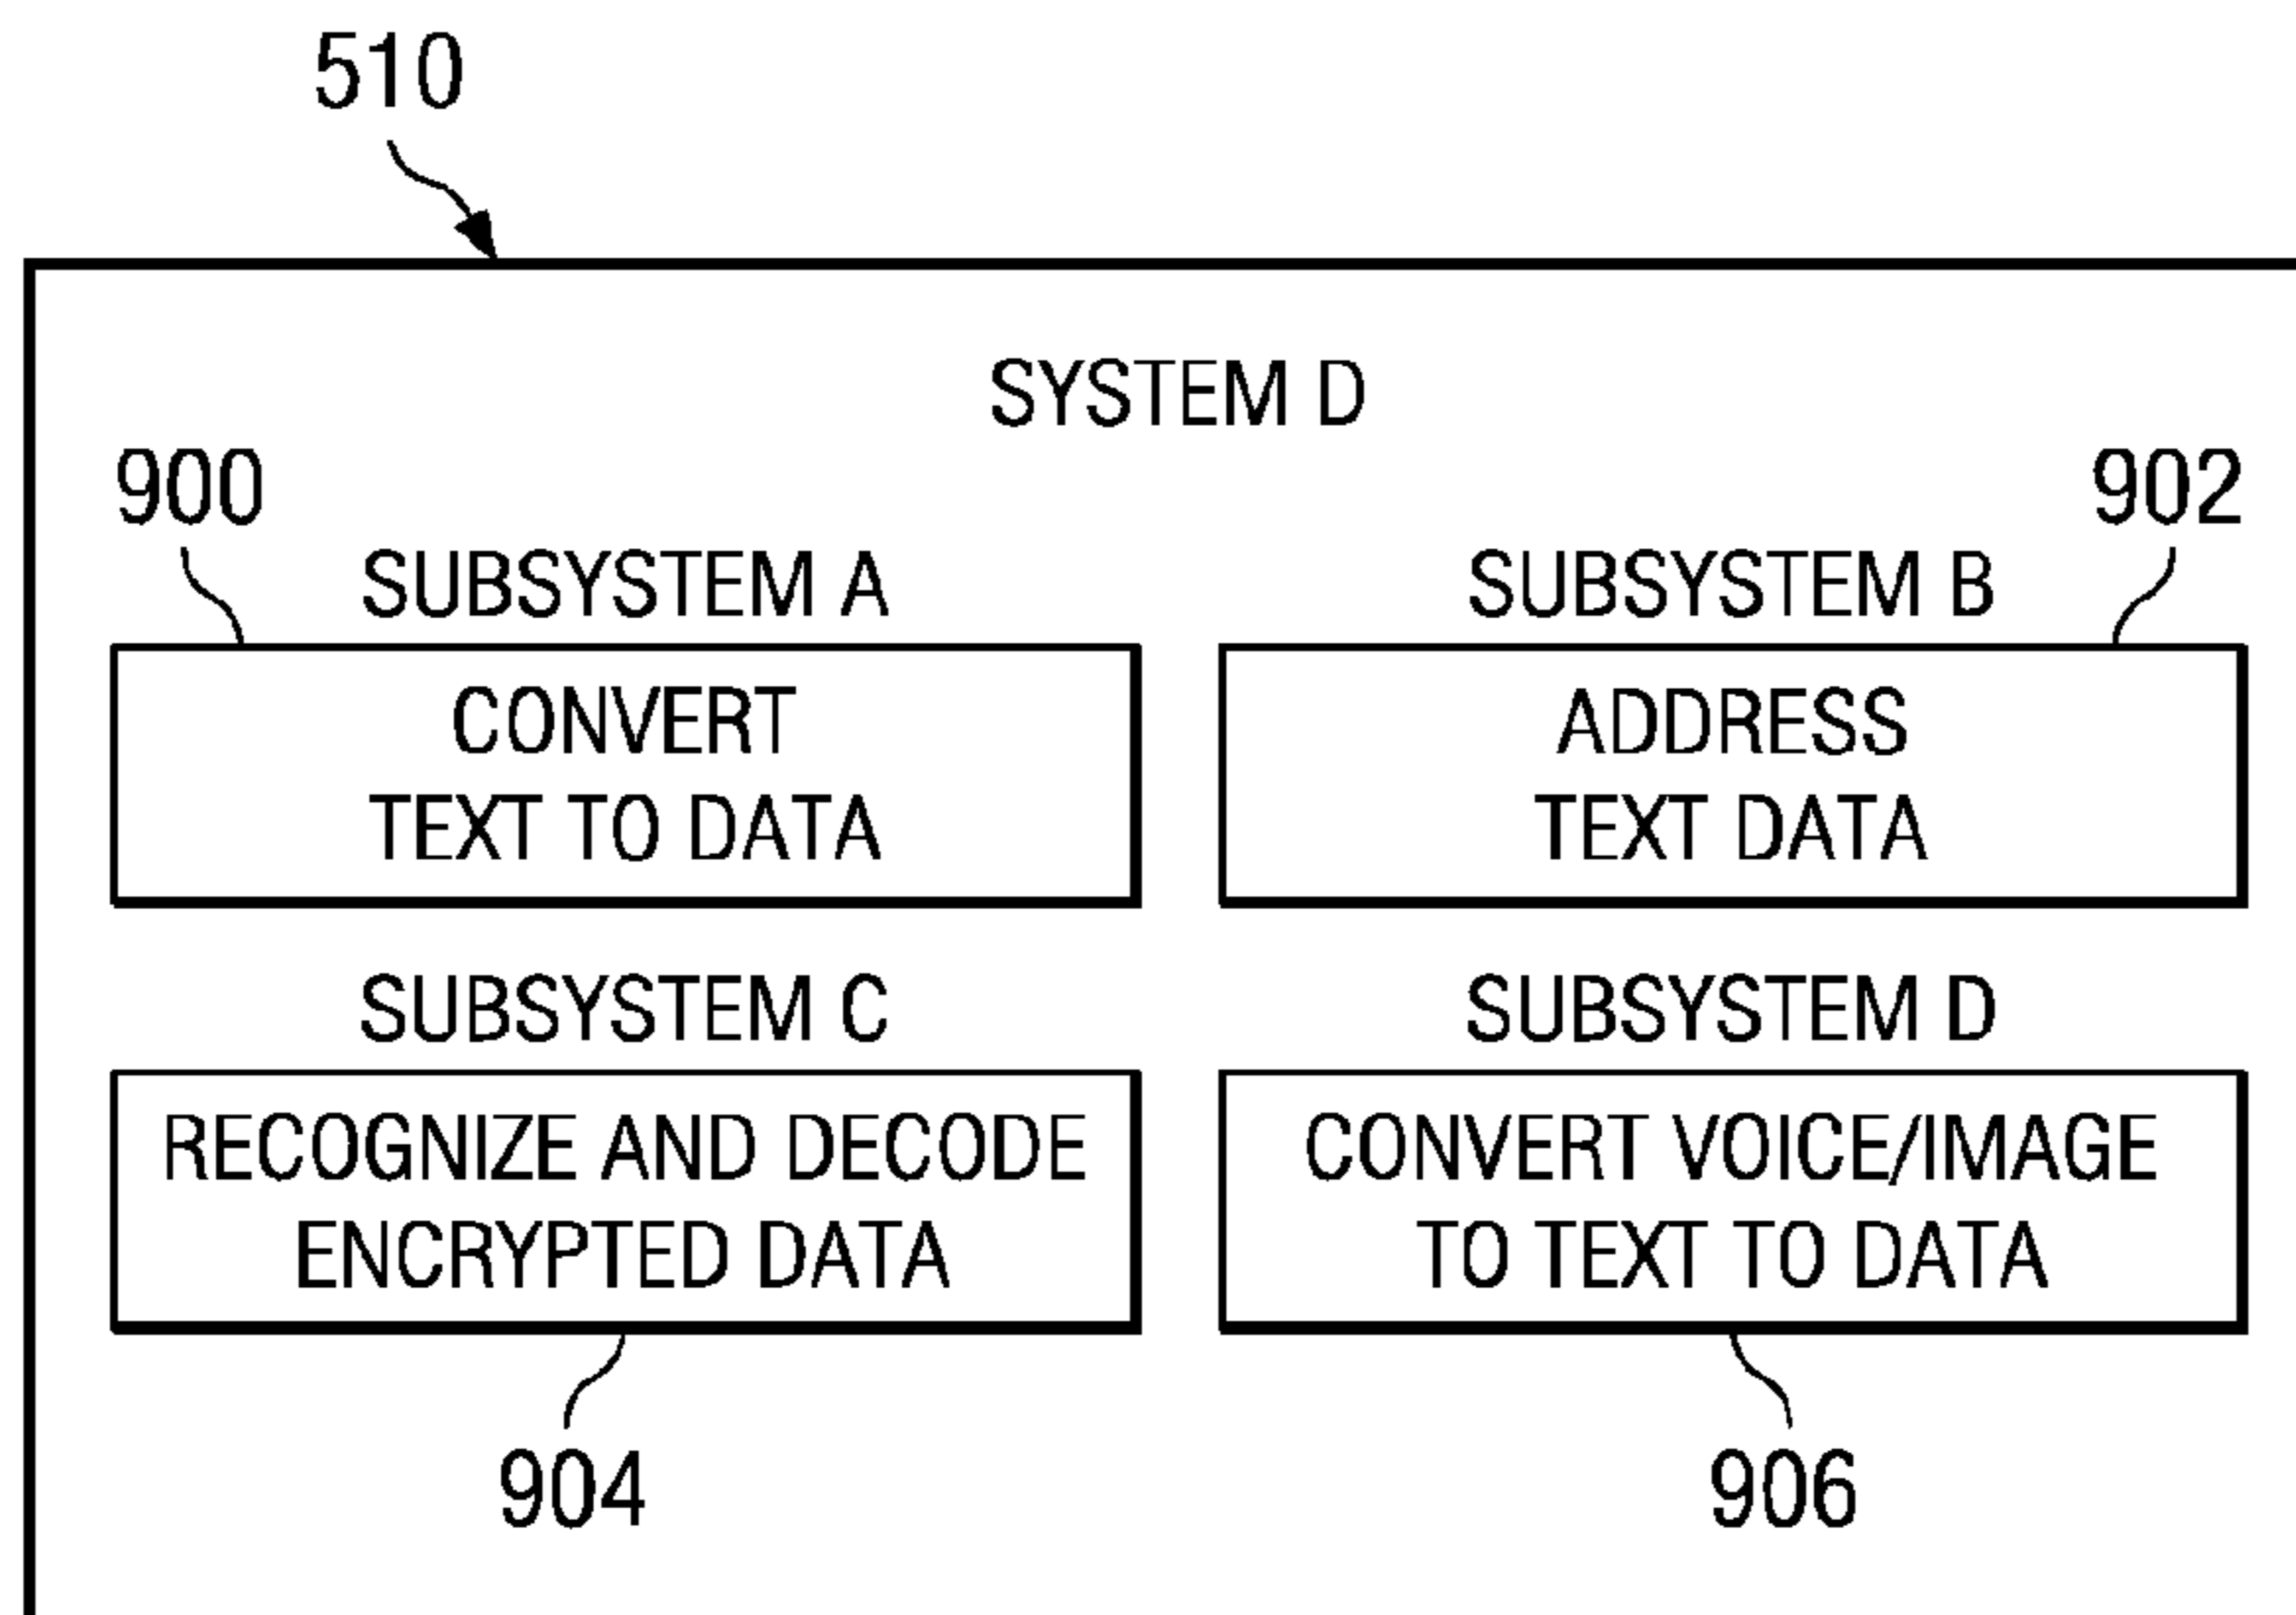 510
SYSTEM D
900
902
SUBSYSTEM A
SUBSYSTEM B
CONVERT
TEXT TO DATA
ADDRESS
TEXT DATA
SUBSYSTEM C
SUBSYSTEM D
RECOGNIZE AND DECODE
ENCRYPTED DATA
CONVERT VOICE/IMAGE
TO TEXT TO DATA
904
906